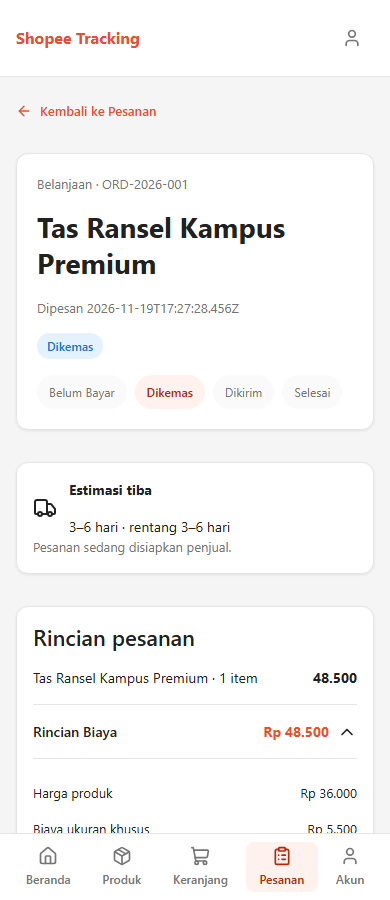 Shopee Tracking
Kembali ke Pesanan
Belanjaan · ORD-2026-001
Tas Ransel Kampus
Premium
Dipesan 2026-11-19T17:27:28.456Z
Dikemas
Belum Bayar Dikemas Dikirim Selesai
Estimasi tiba
3–6 hari · rentang 3–6 hari
Pesanan sedang disiapkan penjual.
Rincian pesanan
Tas Ransel Kampus Premium · 1 item 48.500
Rincian Biaya Rp 48.500
Harga produk Rp 36.000
Biaya ukuran khusus Rp 5.500
Beranda Produk Keranjang Pesanan Akun